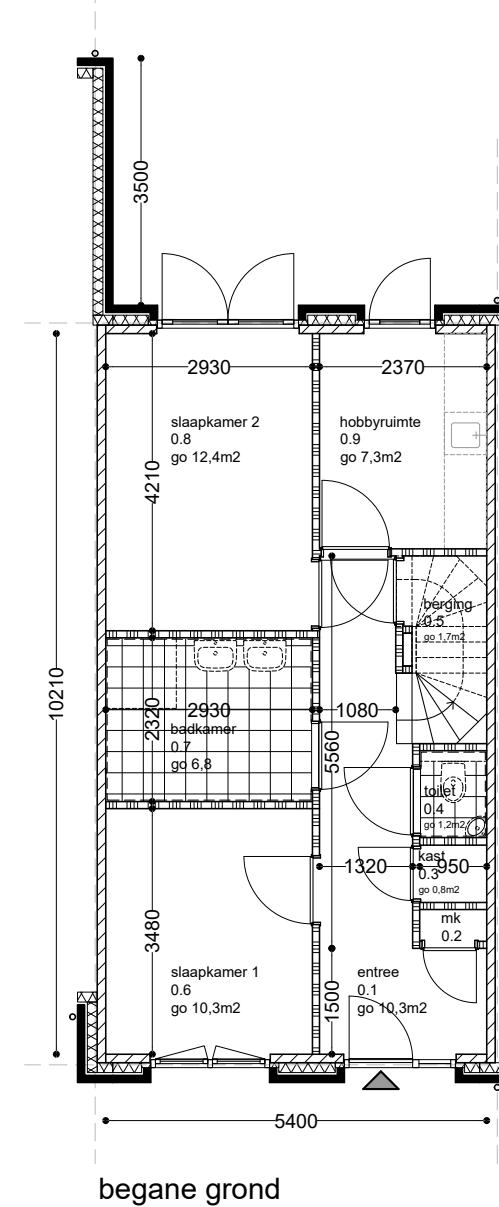 3500
2930
2370
slaapkamer 2
0.8
go 12,4m2
hobbyruimte
0.9
go 7,3m2
4210
berging
0.5
go 1,7m2
10210
2320
2930
badkamer
0.7
go 6,8
1080
5560
toilet
0.4
go 1,2m2
kast
0.3
go 0,8m2
1320
950
mk
0.2
3480
slaapkamer 1
0.6
go 10,3m2
entree
0.1
go 10,3m2
1500
5400
begane grond